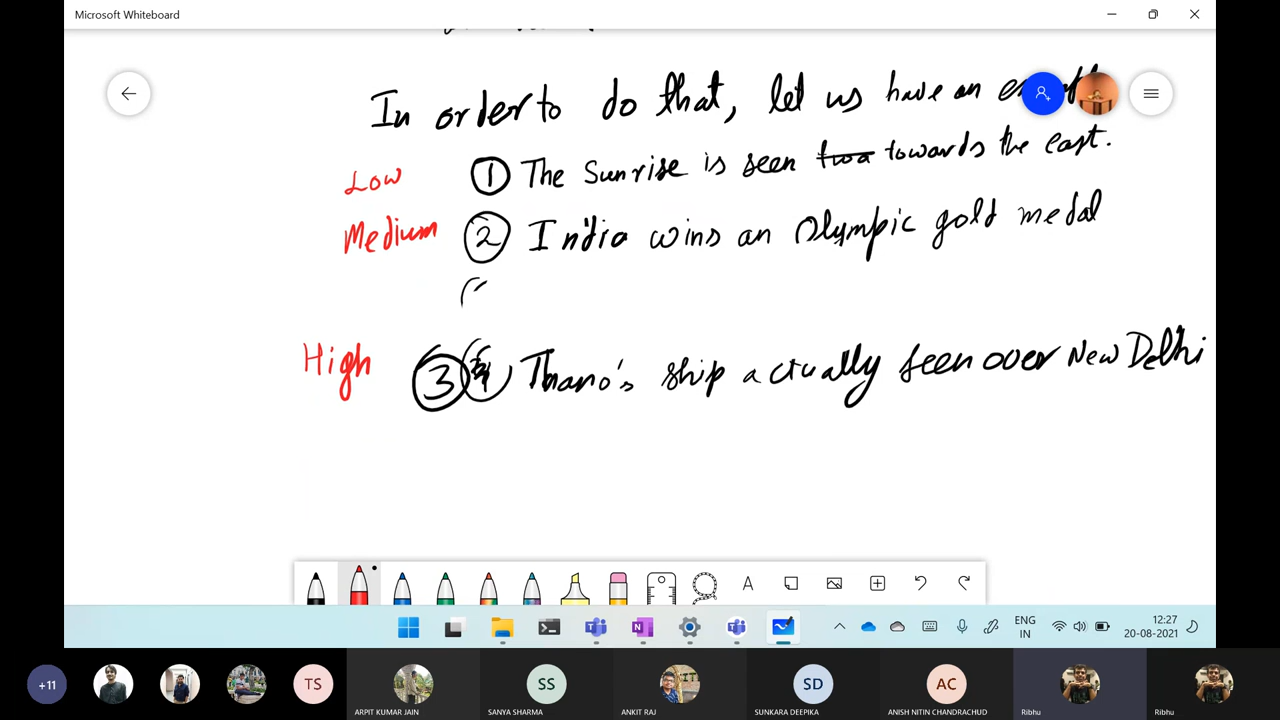 Microsoft Whiteboard
In order to do that, let us have an
Low ① The Sunrise is seen towards the east.
Medium ② India wins an Olympic gold medal
High ③ Thano's ship actually seen over New Delhi
A
ENG
IN
12:27
20-08-2021
+11
TS
SS
SD
AC
ARPIT KUMAR JAIN
SANYA SHARMA
ANKIT RAJ
SUNKARA DEEPIKA
ANISH NITIN CHANDRACHUD
Ribhu
Ribhu